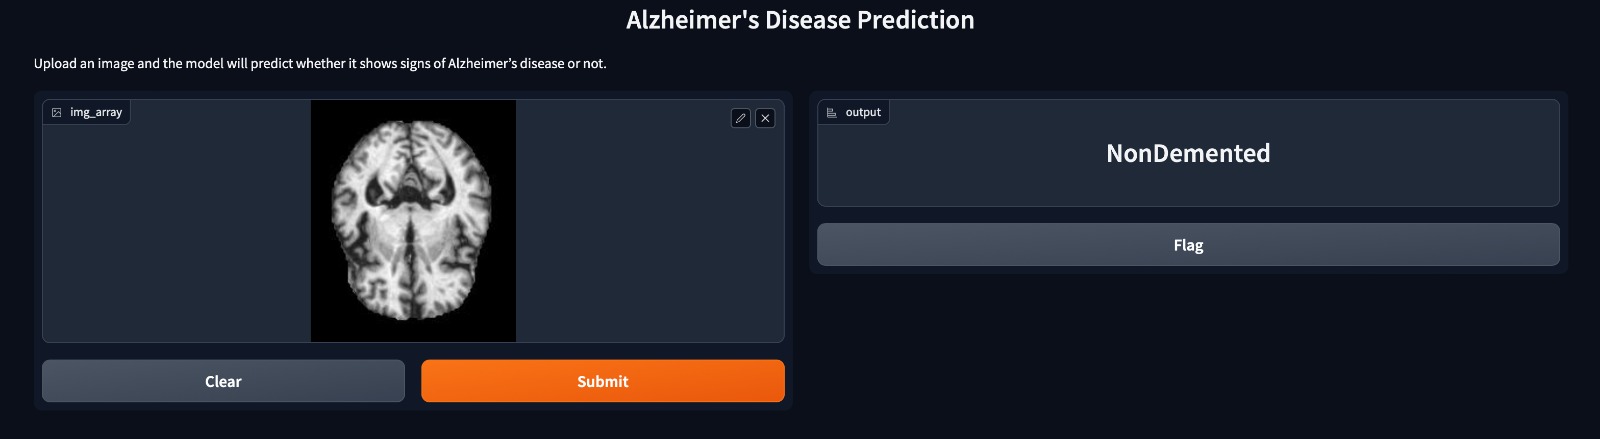 Alzheimer's Disease Prediction
Upload an image and the model will predict whether it shows signs of Alzheimer’s disease or not.
img_array
Clear
Submit
output
NonDemented
Flag